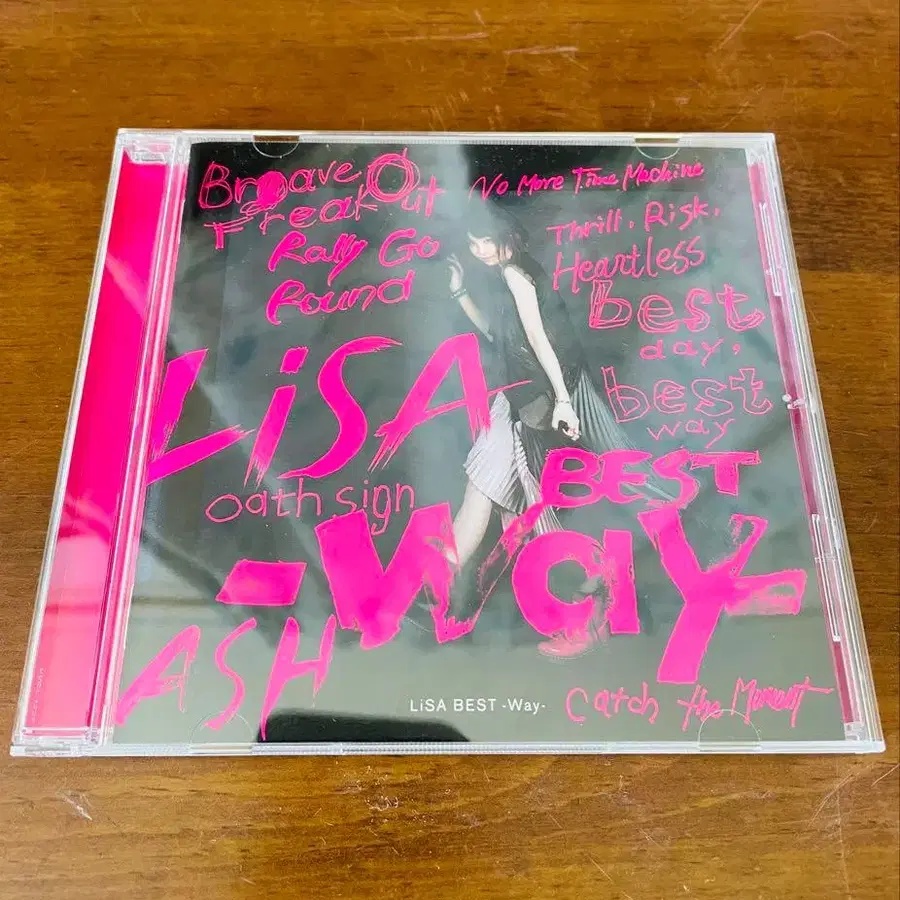 Brave
Freak Out
Rally Go
Round
No More Time Machine
Thrill, Risk,
Heartless
best
day,
best
way
LiSA
BEST
-Way-
oath sign
ASH
Catch the Moment
LiSA BEST -Way-